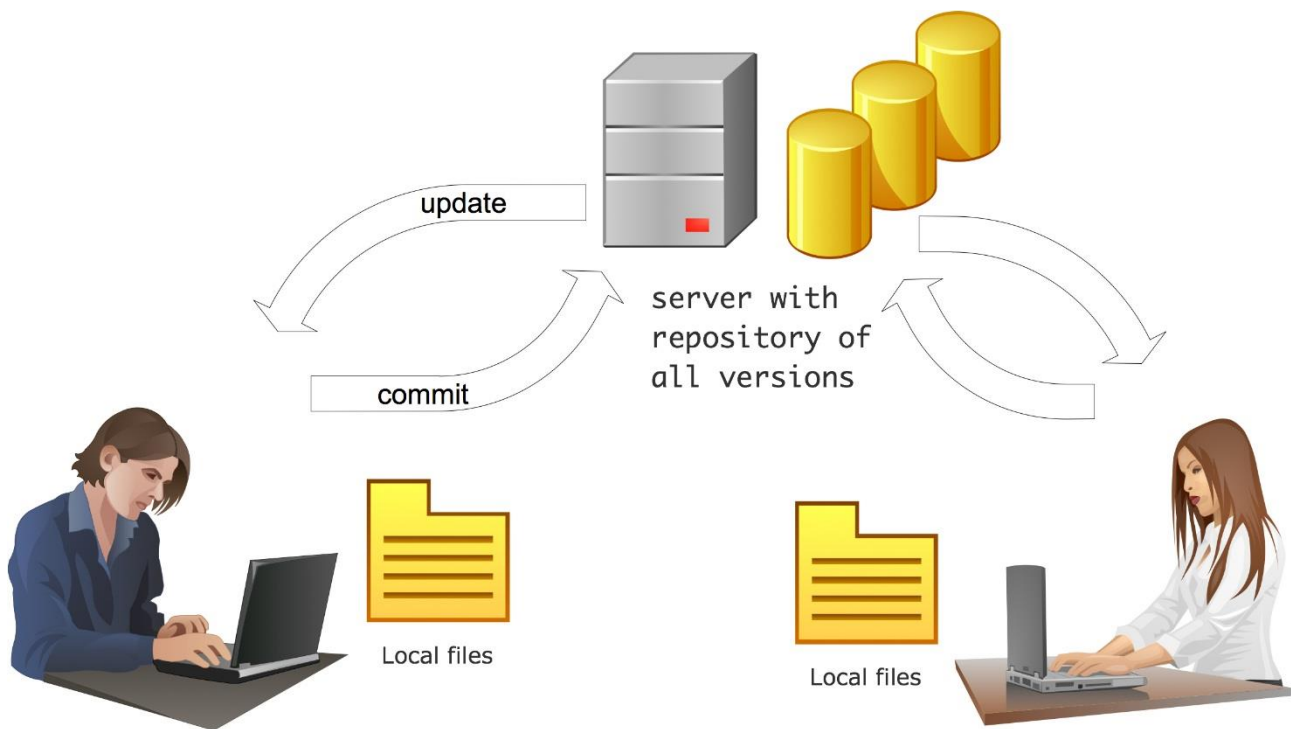 update
commit
server with
repository of
all versions
Local files
Local files